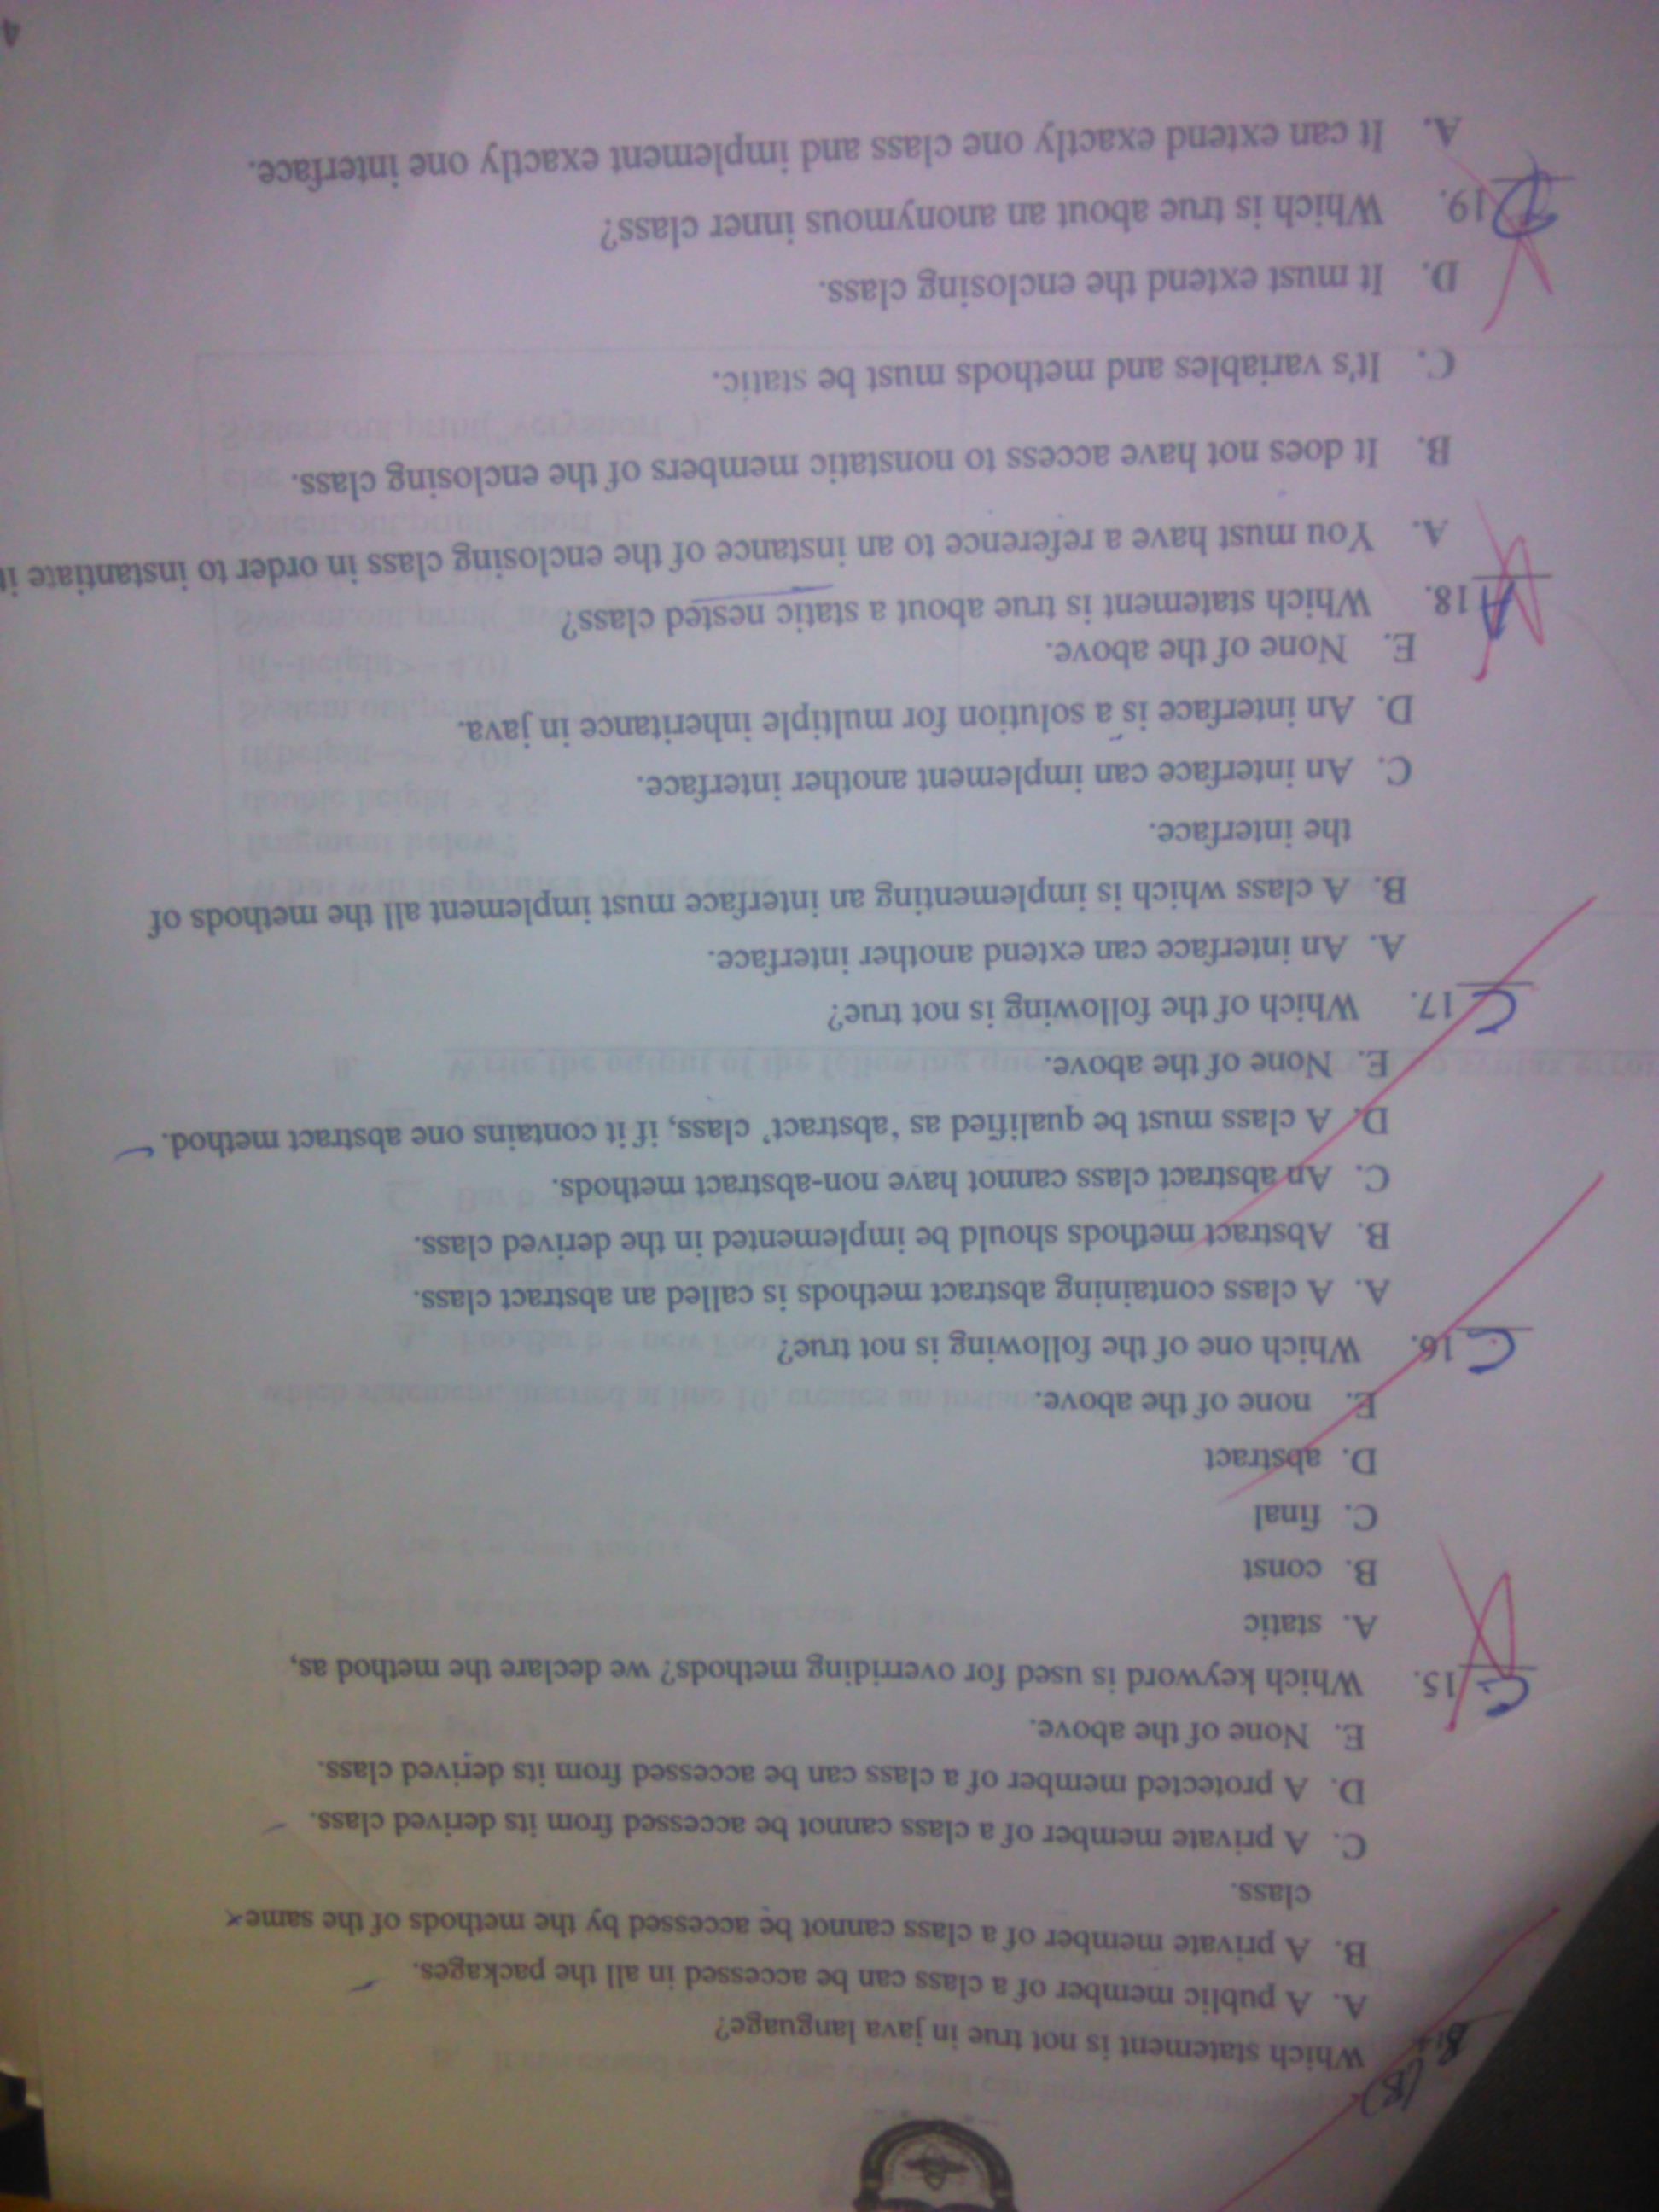 (B)
B 14. Which statement is not true in java language?
A. A public member of a class can be accessed in all the packages.
B. A private member of a class cannot be accessed by the methods of the same
class.
C. A private member of a class cannot be accessed from its derived class.
D. A protected member of a class can be accessed from its derived class.
E. None of the above.
C 15. Which keyword is used for overriding methods? we declare the method as,
A. static
B. const
C. final
D. abstract
E. none of the above.
C 16. Which one of the following is not true?
A. A class containing abstract methods is called an abstract class.
B. Abstract methods should be implemented in the derived class.
C. An abstract class cannot have non-abstract methods.
D. A class must be qualified as ‘abstract’ class, if it contains one abstract method.
E. None of the above.
C 17. Which of the following is not true?
A. An interface can extend another interface.
B. A class which is implementing an interface must implement all the methods of
the interface.
C. An interface can implement another interface.
D. An interface is a solution for multiple inheritance in java.
E. None of the above.
A 18. Which statement is true about a static nested class?
A. You must have a reference to an instance of the enclosing class in order to instantiate it
B. It does not have access to nonstatic members of the enclosing class.
C. It's variables and methods must be static.
D. It must extend the enclosing class.
D 19. Which is true about an anonymous inner class?
A. It can extend exactly one class and implement exactly one interface.
4